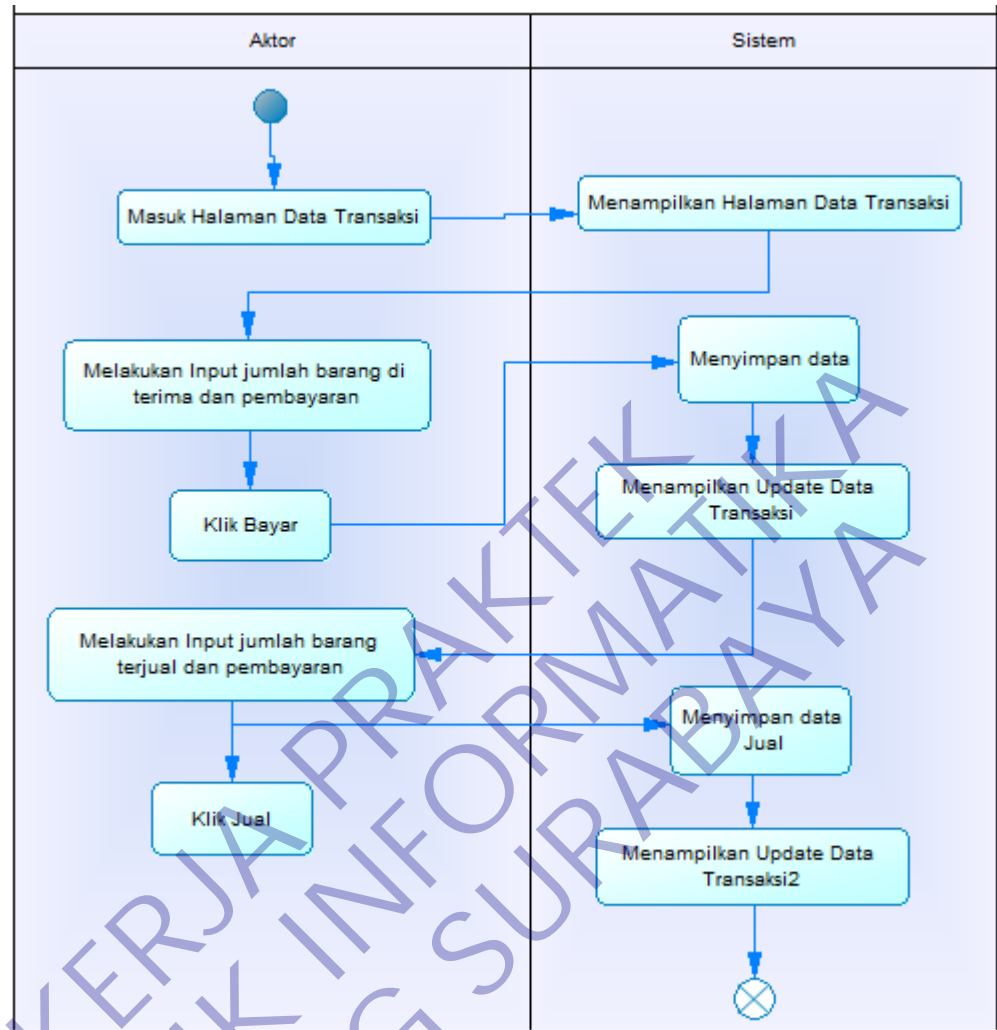 Aktor
Sistem
Masuk Halaman Data Transaksi
Menampilkan Halaman Data Transaksi
Melakukan Input jumlah barang di
terima dan pembayaran
Menyimpan data
Klik Bayar
Menampilkan Update Data
Transaksi
Melakukan Input jumlah barang
terjual dan pembayaran
Menyimpan data
Jual
Klik Jual
Menampilkan Update Data
Transaksi2
KERJA PRAKTEK
IK INFORMATIKA
G SURABAYA